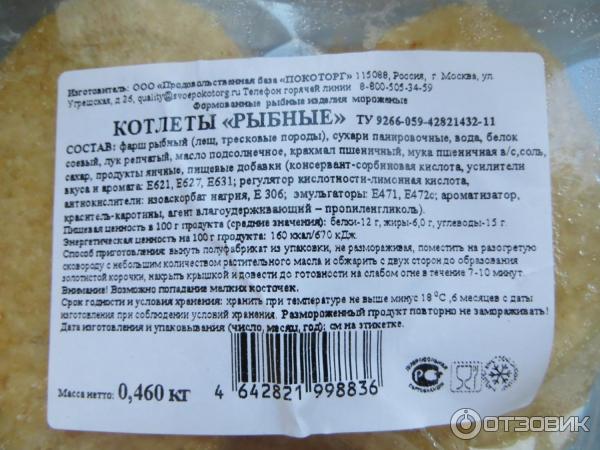 Изготовитель: ООО «Продовольственная база «ПОКОТОРГ» 115088, Россия, г. Москва, ул.
Угрешская, д 26, quality@svoepokotorg.ru Телефон горячей линии 8-800-505-34-59
Формованные рыбные изделия мороженые
КОТЛЕТЫ «РЫБНЫЕ» ТУ 9266-059-42821432-11
СОСТАВ: фарш рыбный (лещ, тресковые породы), сухари панировочные, вода, белок
соевый, лук репчатый, масло подсолнечное, крахмал пшеничный, мука пшеничная в/с,соль,
сахар, продукты яичные, пищевые добавки (консервант-сорбиновая кислота, усилители
вкуса и аромата: Е621, Е627, Е631; регулятор кислотности-лимонная кислота,
антиокислители: изоаскорбат натрия, Е 306; эмульгаторы: Е471, Е472с; ароматизатор,
краситель-каротины, агент влагоудерживающий – пропиленгликоль).
Пищевая ценность в 100 г продукта (средние значения): белки-12 г, жиры-6,0 г, углеводы-15 г.
Энергетическая ценность на 100 г продукта: 160 ккал/670 кДж.
Способ приготовления: вынуть полуфабрикат из упаковки, не размораживая, поместить на разогретую
сковороду с небольшим количеством растительного масла и обжарить с двух сторон до образования
золотистой корочки, накрыть крышкой и довести до готовности на слабом огне в течение 7-10 минут.
Внимание! Возможно попадание мелких косточек.
Срок годности и условия хранения: хранить при температуре не выше минус 18 °С ,6 месяцев с даты
изготовления при соблюдении условий хранения. Размороженный продукт повторно не замораживать!
Дата изготовления и упаковывания (число, месяц, год): см на этикетке.
Масса нетто: 0,460 кг
4 642821 998836
ДОБРОВОЛЬНАЯ
СЕРТИФИКАЦИЯ
ОТЗОВИК